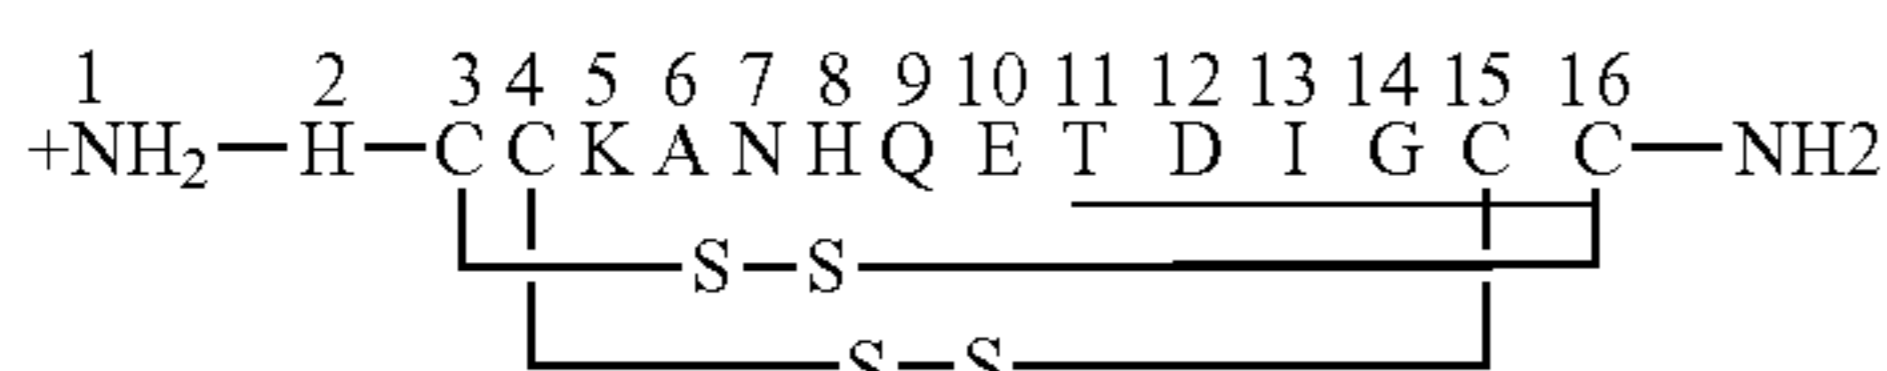 1 2 3 4 5 6 7 8 9 10 11 12 13 14 15 16
+NH₂—H—C C K A N H Q E T D I G C C—NH2
S—S
S—S